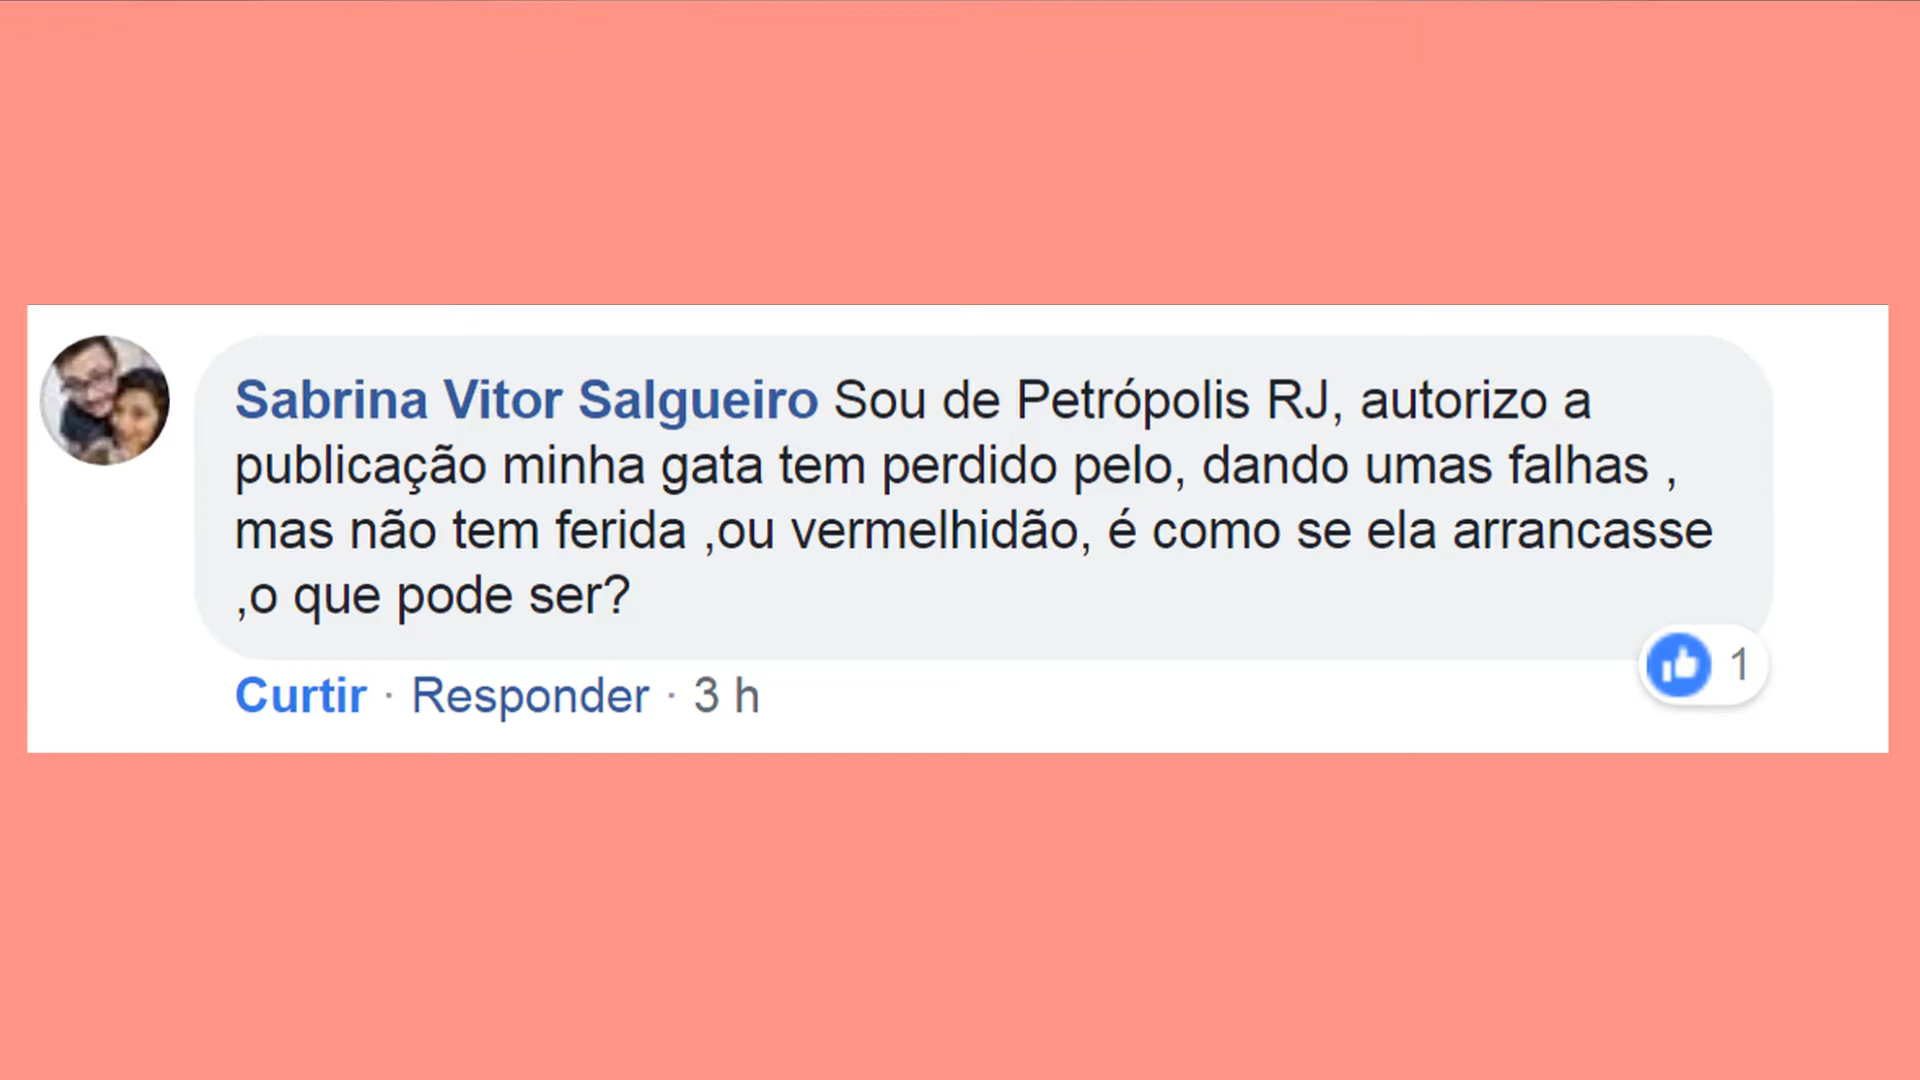 Sabrina Vitor Salgueiro Sou de Petrópolis RJ, autorizo a
publicação minha gata tem perdido pelo, dando umas falhas ,
mas não tem ferida ,ou vermelhidão, é como se ela arrancasse
,o que pode ser?
1
Curtir · Responder · 3 h